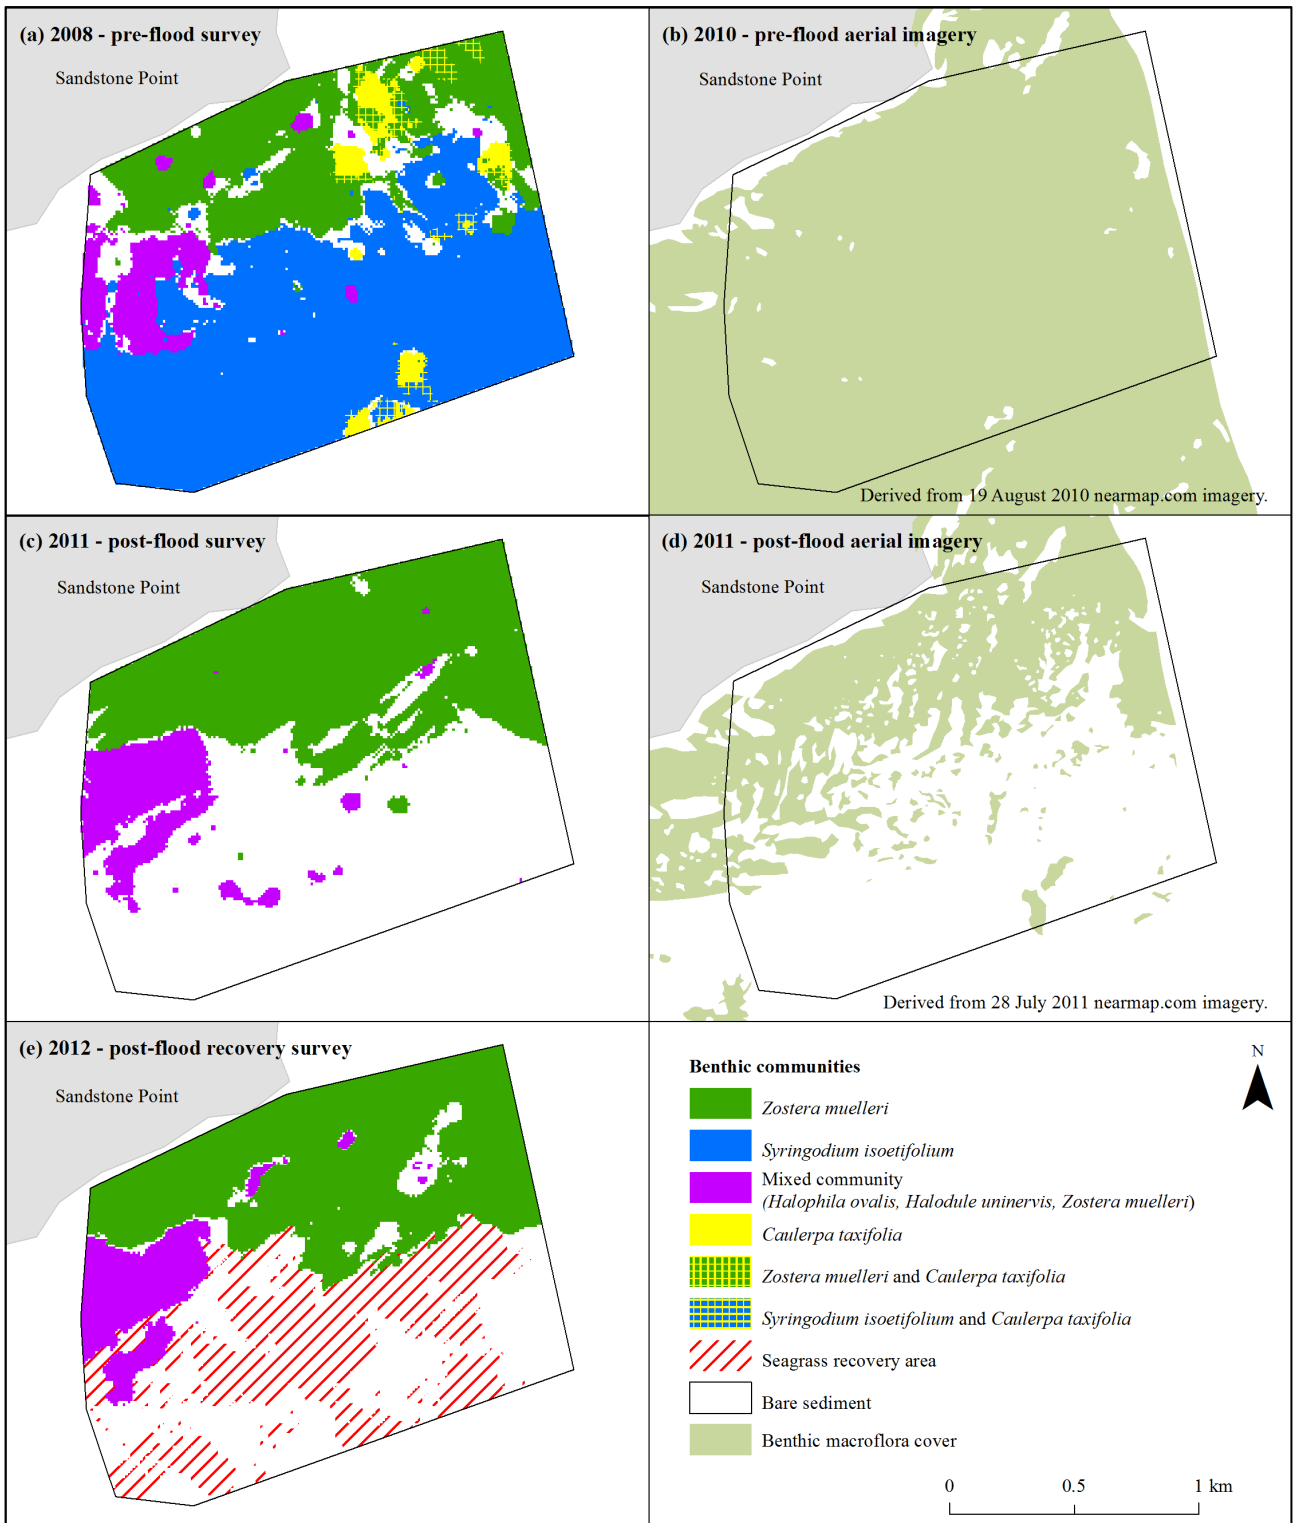 (a) 2008 - pre-flood survey
Sandstone Point
(b) 2010 - pre-flood aerial imagery
Sandstone Point
Derived from 19 August 2010 nearmap.com imagery.
(c) 2011 - post-flood survey
Sandstone Point
(d) 2011 - post-flood aerial imagery
Sandstone Point
Derived from 28 July 2011 nearmap.com imagery.
(e) 2012 - post-flood recovery survey
Sandstone Point
Benthic communities
Zostera muelleri
Syringodium isoetifolium
Mixed community
(Halophila ovalis, Halodule uninervis, Zostera muelleri)
Caulerpa taxifolia
Zostera muelleri and Caulerpa taxifolia
Syringodium isoetifolium and Caulerpa taxifolia
Seagrass recovery area
Bare sediment
Benthic macroflora cover
N
0 0.5 1 km